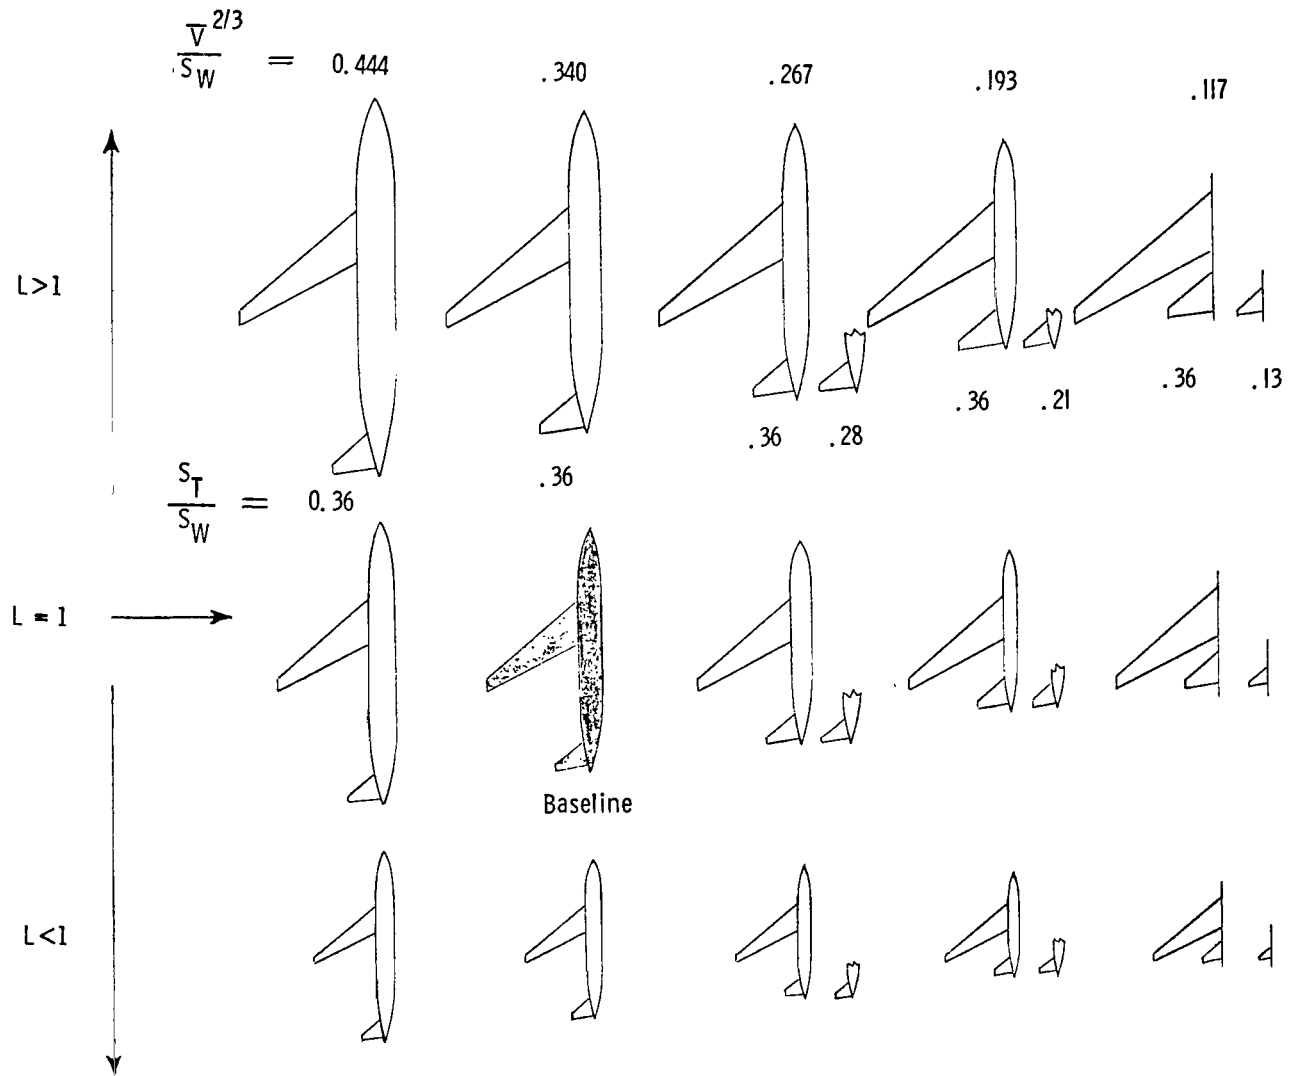 V̅^2/3 / S_W = 0.444 .340 .267 .193 .117
L>1
.36 .28 .36 .21 .36 .13
S_T / S_W = 0.36 .36
L = 1
Baseline
L<1